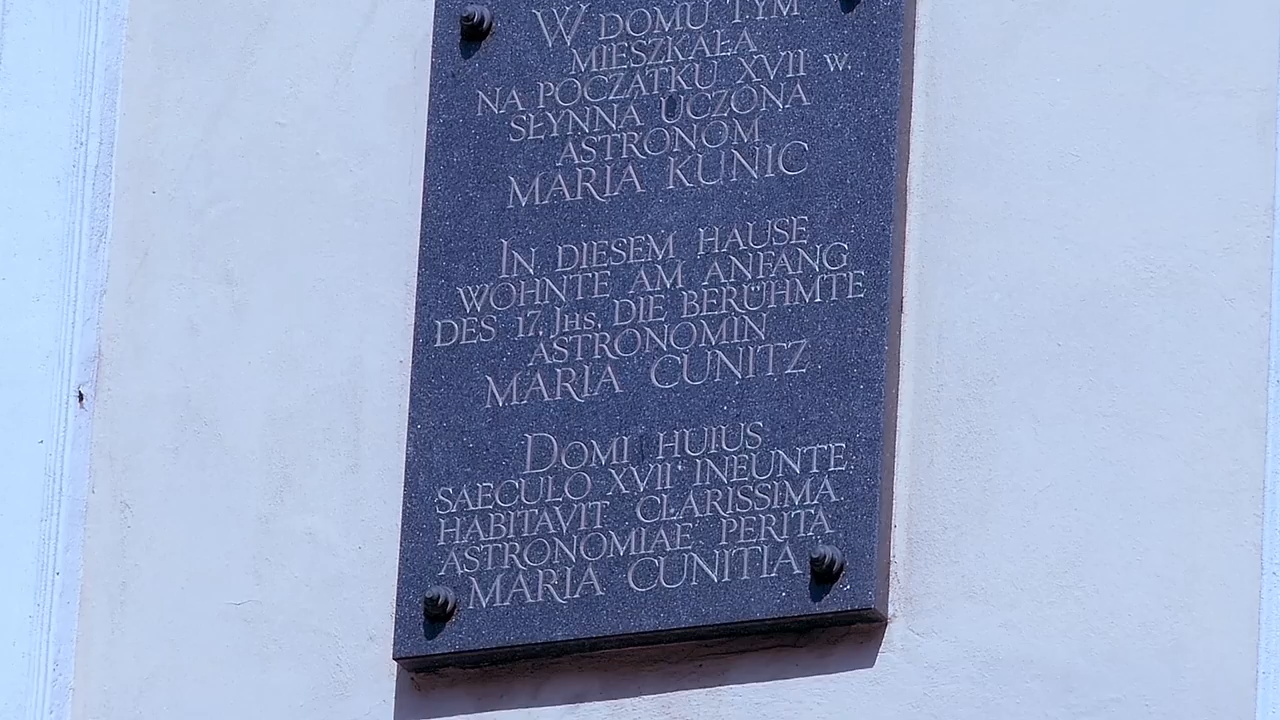 W DOMU TYM
MIESZKAŁA
NA POCZĄTKU XVII w.
SŁYNNA UCZONA
ASTRONOM
MARIA KUNIC
IN DIESEM HAUSE
WOHNTE AM ANFANG
DES 17. Jhs. DIE BERÜHMTE
ASTRONOMIN
MARIA CUNITZ
DOMI HUIUS
SAECULO XVII INEUNTE
HABITAVIT CLARISSIMA
ASTRONOMIAE PERITA
MARIA CUNITIA